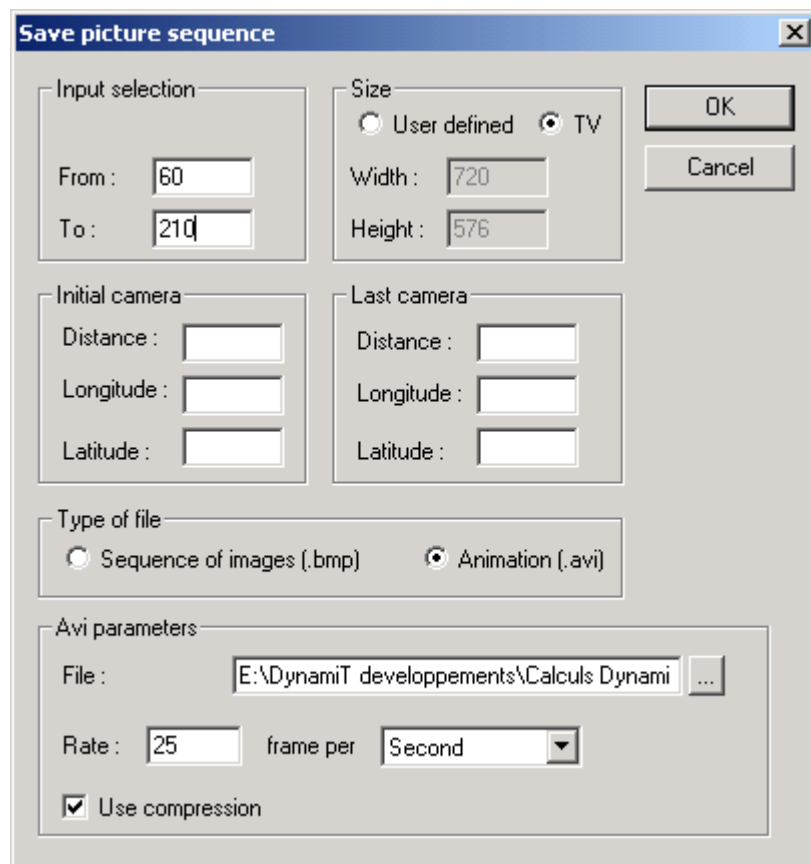 Save picture sequence
Input selection
From :
60
To :
210
Size
User defined
TV
Width :
720
Height :
576
OK
Cancel
Initial camera
Distance :
Longitude :
Latitude :
Last camera
Distance :
Longitude :
Latitude :
Type of file
Sequence of images (.bmp)
Animation (.avi)
Avi parameters
File :
E:\DynamiT developpements\Calculs Dynami
...
Rate :
25
frame per
Second
Use compression